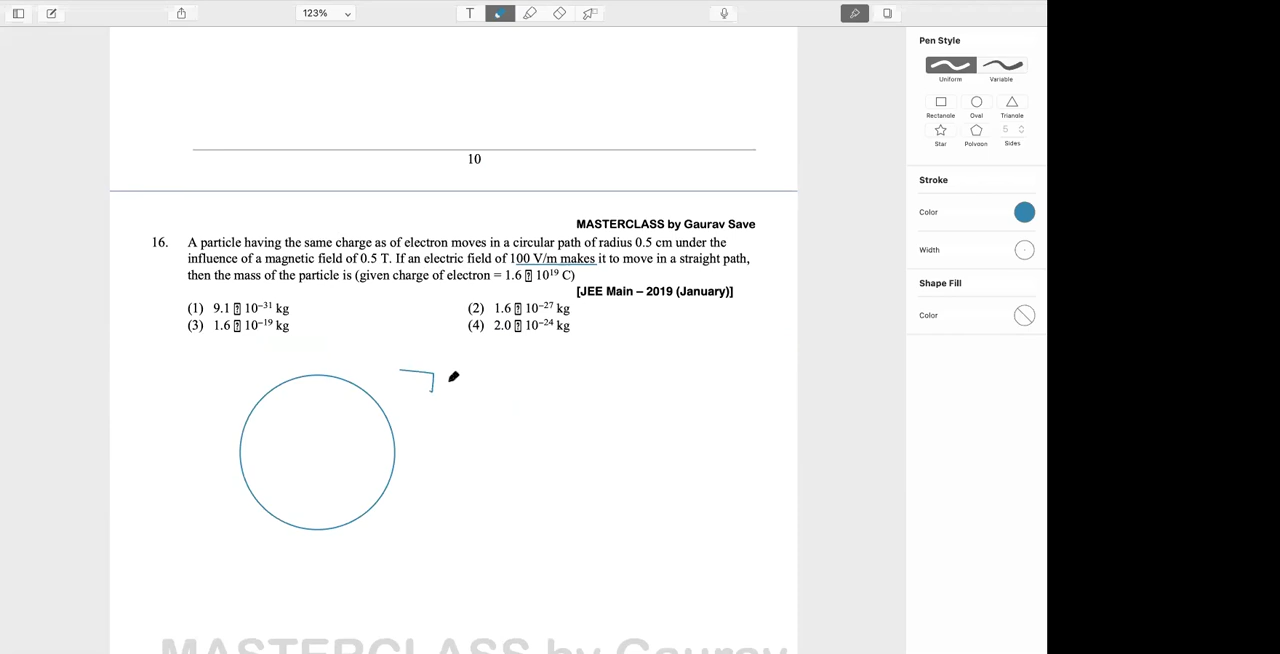 123%
T
10
MASTERCLASS by Gaurav Save
16. A particle having the same charge as of electron moves in a circular path of radius 0.5 cm under the
influence of a magnetic field of 0.5 T. If an electric field of 100 V/m makes it to move in a straight path,
then the mass of the particle is (given charge of electron = 1.6 ⍰ 10¹⁹ C)
[JEE Main – 2019 (January)]
(1) 9.1 ⍰ 10⁻³¹ kg (2) 1.6 ⍰ 10⁻²⁷ kg
(3) 1.6 ⍰ 10⁻¹⁹ kg (4) 2.0 ⍰ 10⁻²⁴ kg
MASTERCLASS by Gaurav
Pen Style
Uniform Variable
Rectangle Oval Triangle
5
Star Polygon Sides
Stroke
Color
Width
Shape Fill
Color